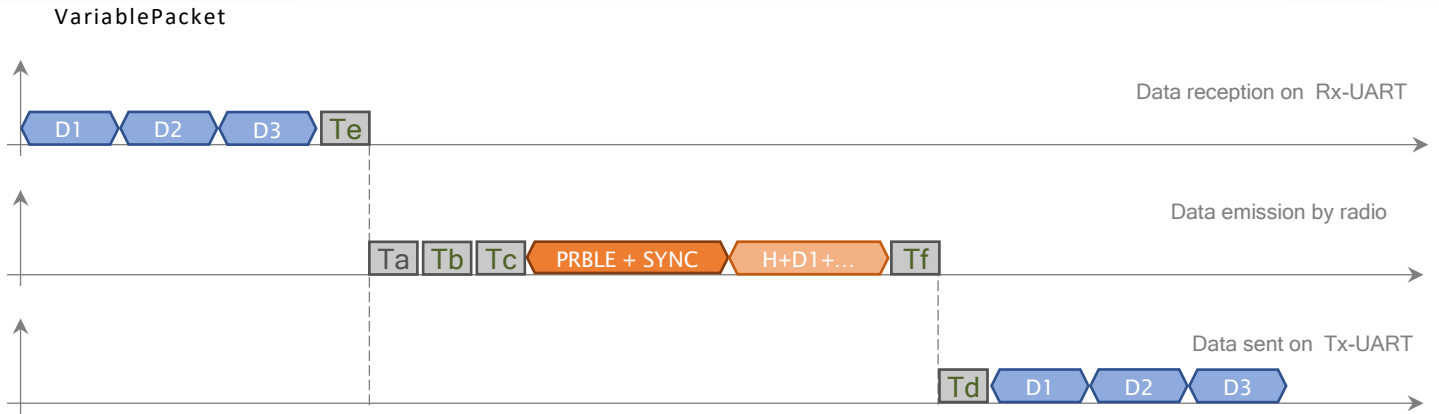 VariablePacket
Data reception on Rx-UART
D1 D2 D3 Te
Data emission by radio
Ta Tb Tc PRBLE + SYNC H+D1+... Tf
Data sent on Tx-UART
Td D1 D2 D3